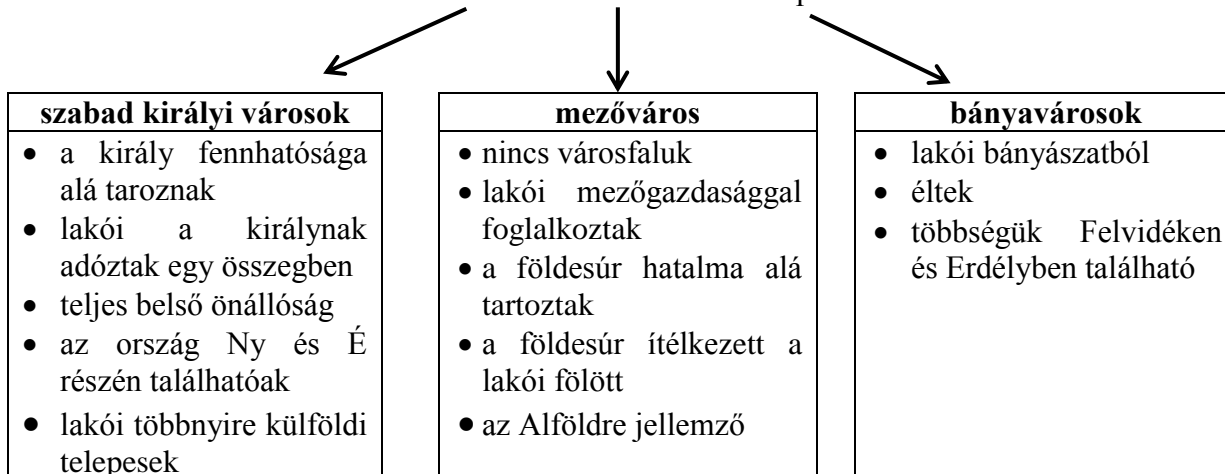 szabad királyi városok
• a király fennhatósága
alá taroznak
• lakói a királynak
adóztak egy összegben
• teljes belső önállóság
• az ország Ny és É
részén találhatóak
• lakói többnyire külföldi
telepesek
mezőváros
• nincs városfaluk
• lakói mezőgazdasággal
foglalkoztak
• a földesúr hatalma alá
tartoztak
• a földesúr ítélkezett a
lakói fölött
• az Alföldre jellemző
bányavárosok
• lakói bányászatból
• éltek
• többségük Felvidéken
és Erdélyben található